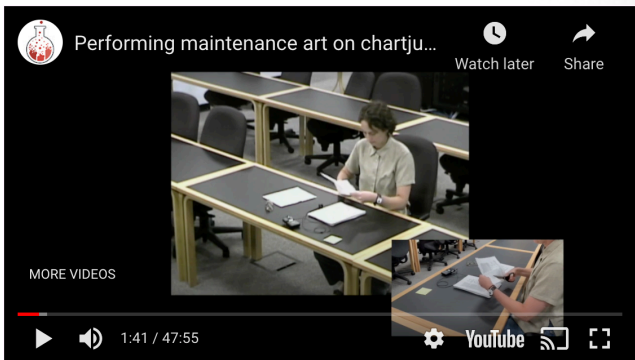 Performing maintenance art on chartju...
Watch later
Share
MORE VIDEOS
1:41 / 47:55
YouTube